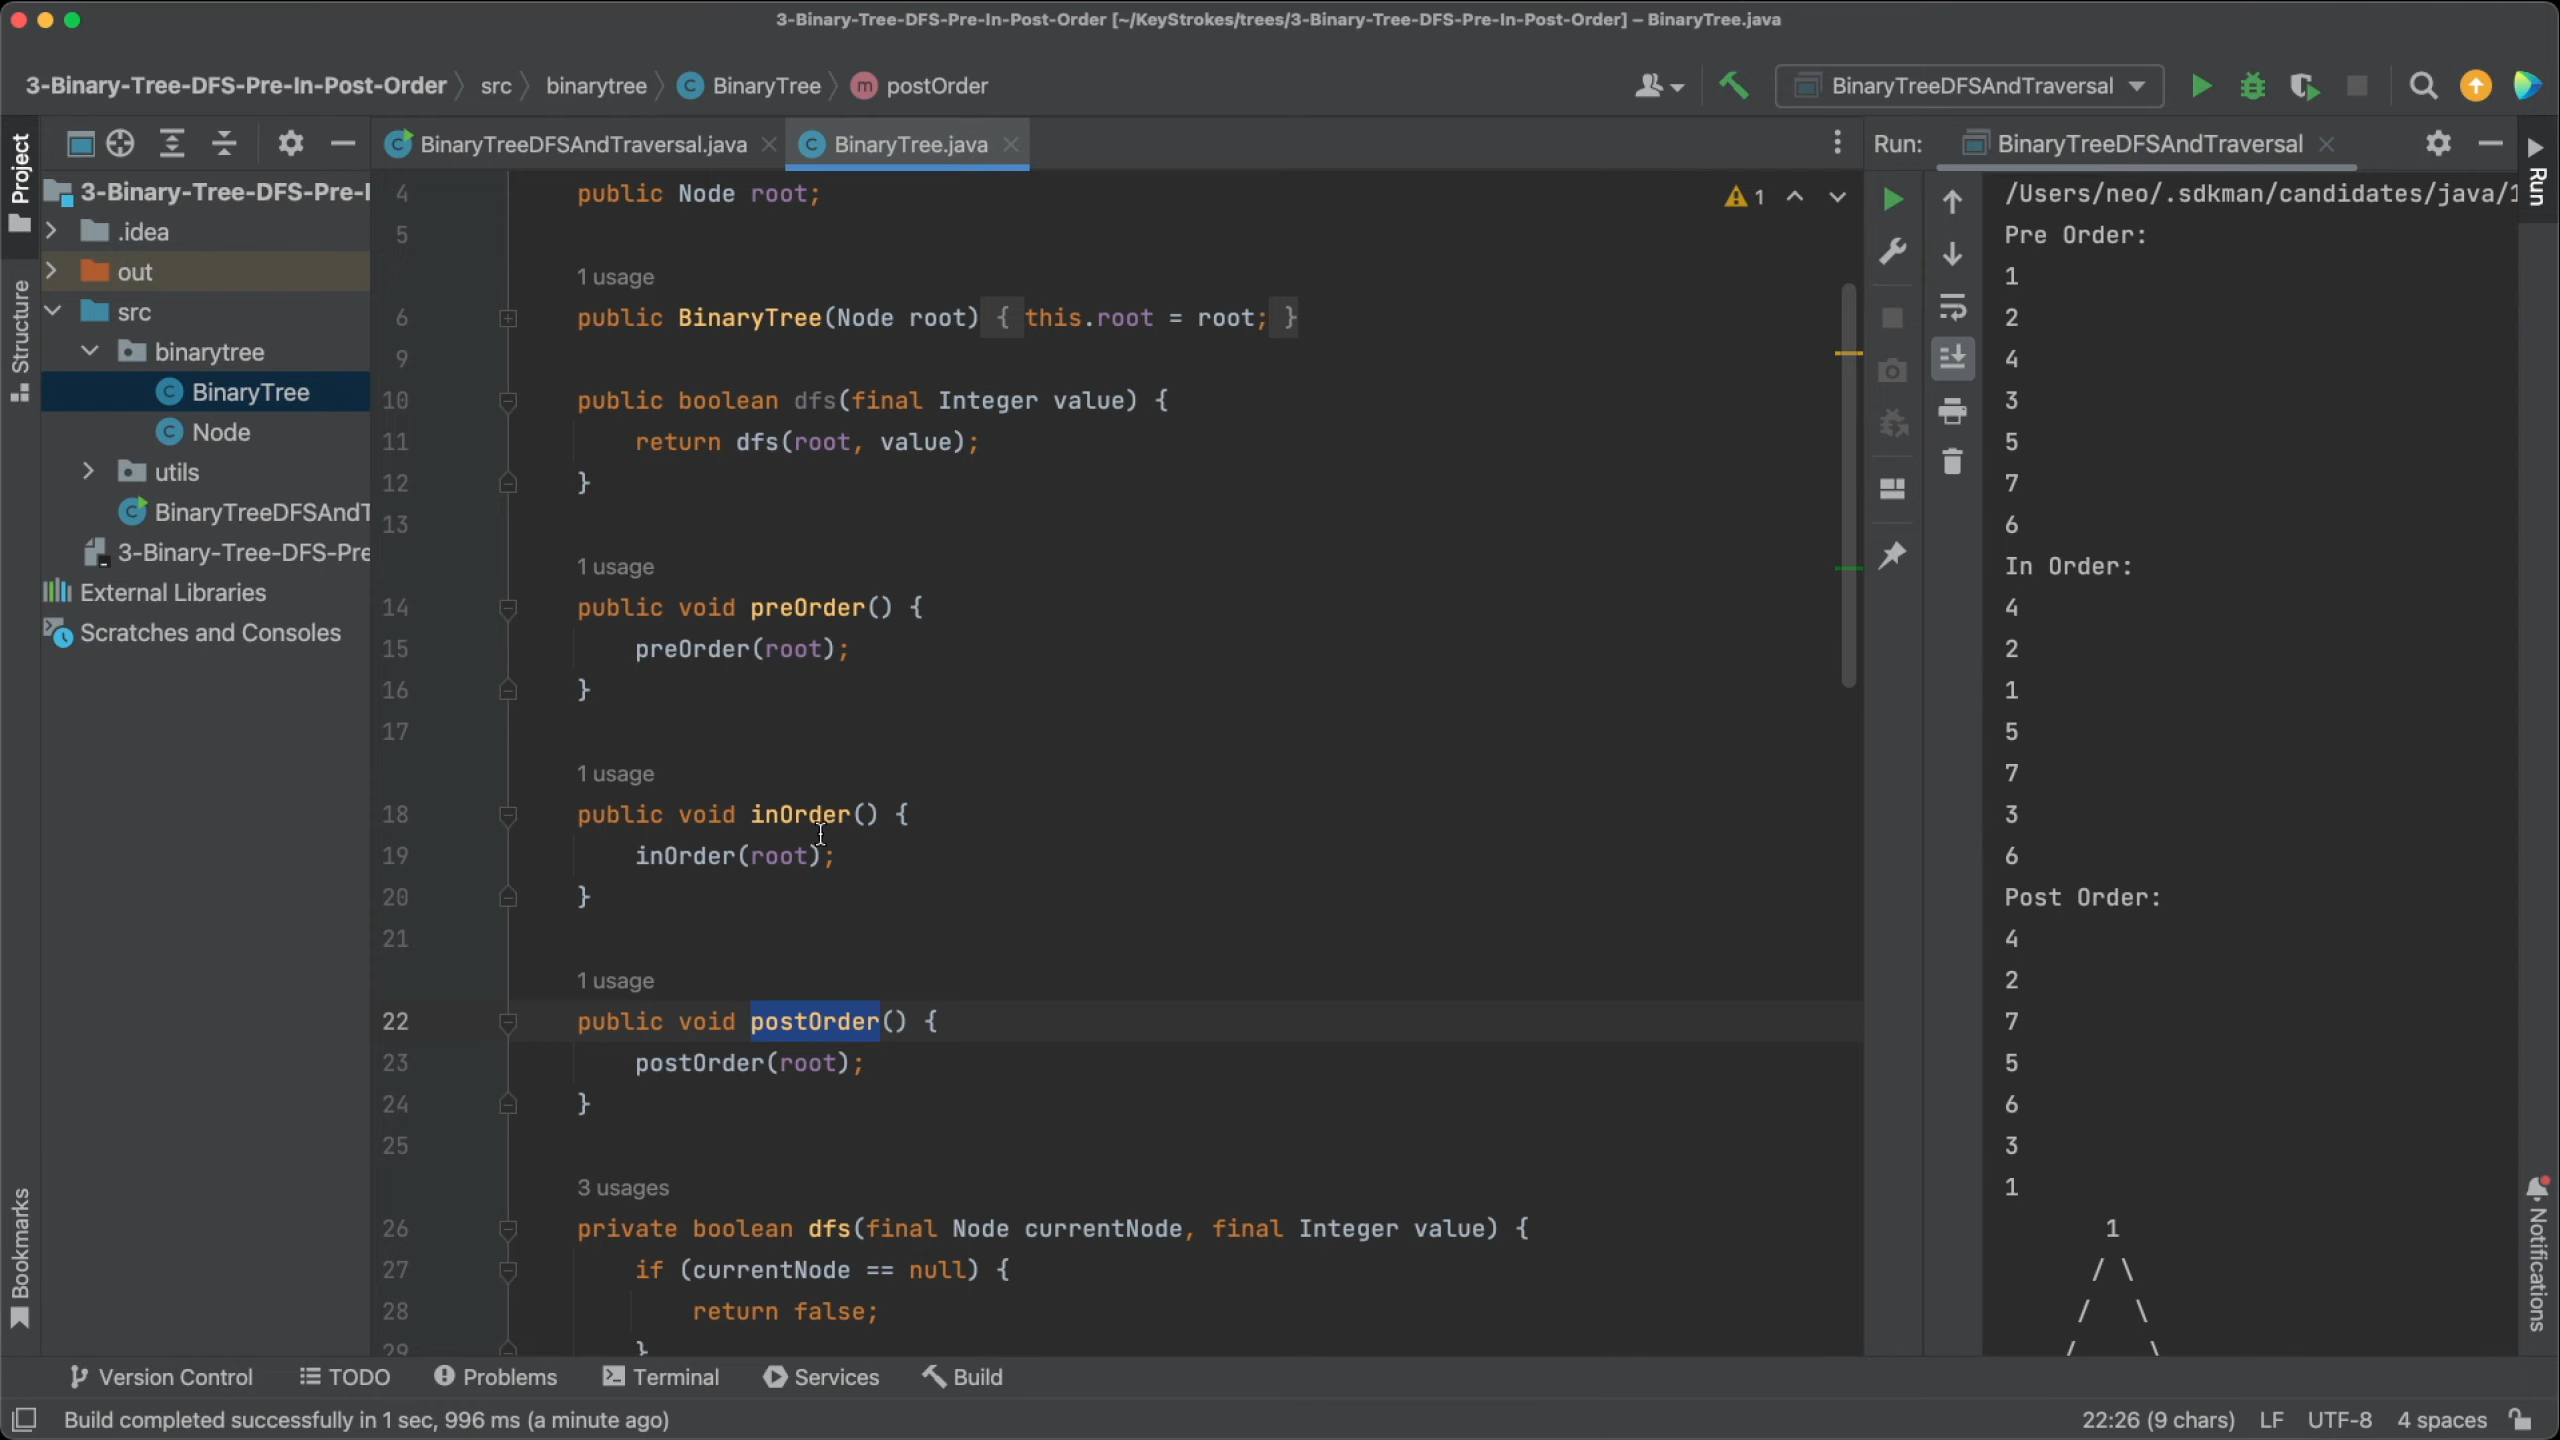 3-Binary-Tree-DFS-Pre-In-Post-Order [~/KeyStrokes/trees/3-Binary-Tree-DFS-Pre-In-Post-Order] – BinaryTree.java
3-Binary-Tree-DFS-Pre-In-Post-Order
src
binarytree
BinaryTree
m postOrder
BinaryTreeDFSAndTraversal
Project
Structure
Bookmarks
3-Binary-Tree-DFS-Pre-I
.idea
out
src
binarytree
BinaryTree
Node
utils
BinaryTreeDFSAndT
3-Binary-Tree-DFS-Pre
External Libraries
Scratches and Consoles
BinaryTreeDFSAndTraversal.java
BinaryTree.java
1
4 public Node root;
5
1 usage
6 public BinaryTree(Node root) { this.root = root; }
9
10 public boolean dfs(final Integer value) {
11 return dfs(root, value);
12 }
13
1 usage
14 public void preOrder() {
15 preOrder(root);
16 }
17
1 usage
18 public void inOrder() {
19 inOrder(root);
20 }
21
1 usage
22 public void postOrder() {
23 postOrder(root);
24 }
25
3 usages
26 private boolean dfs(final Node currentNode, final Integer value) {
27 if (currentNode == null) {
28 return false;
29 }
Run: BinaryTreeDFSAndTraversal
/Users/neo/.sdkman/candidates/java/1
Pre Order:
1
2
4
3
5
7
6
In Order:
4
2
1
5
7
3
6
Post Order:
4
2
7
5
6
3
1
1
/ \
/ \
/ \
Run
Notifications
Version Control
TODO
Problems
Terminal
Services
Build
Build completed successfully in 1 sec, 996 ms (a minute ago)
22:26 (9 chars)
LF
UTF-8
4 spaces